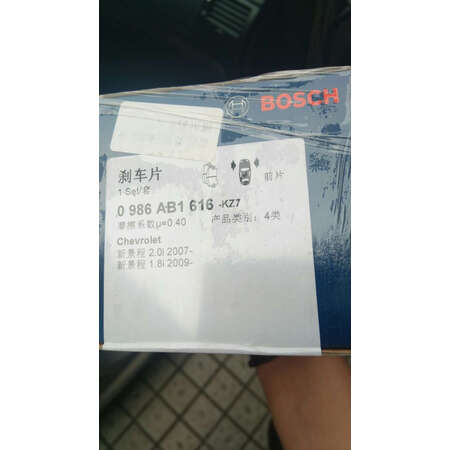 BOSCH
刹车片
1 Set/套
前片
0 986 AB1 616 -KZ7
摩擦系数μ=0.40 产品类别：4类
Chevrolet
新景程 2.0i 2007-
新景程 1.8i 2009-